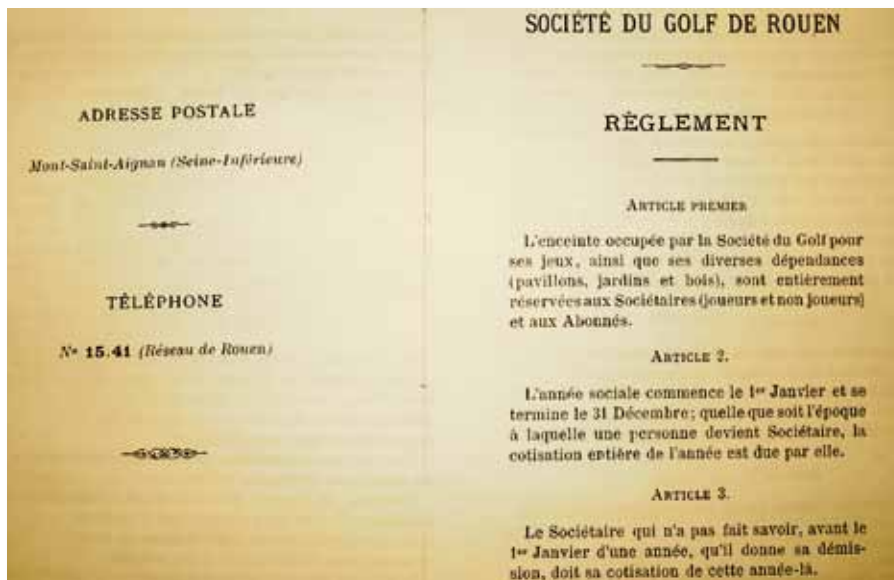 ADRESSE POSTALE
Mont-Saint-Aignan (Seine-Inférieure)
TÉLÉPHONE
N° 15.41 (Réseau de Rouen)
SOCIÉTÉ DU GOLF DE ROUEN
RÈGLEMENT
ARTICLE PREMIER
L'enceinte occupée par la Société du Golf pour
ses jeux, ainsi que ses diverses dépendances
(pavillons, jardins et bois), sont entièrement
réservées aux Sociétaires (joueurs et non joueurs)
et aux Abonnés.
ARTICLE 2.
L'année sociale commence le 1er Janvier et se
termine le 31 Décembre; quelle que soit l'époque
à laquelle une personne devient Sociétaire, la
cotisation entière de l'année est due par elle.
ARTICLE 3.
Le Sociétaire qui n'a pas fait savoir, avant le
1er Janvier d'une année, qu'il donne sa démis-
sion, doit sa cotisation de cette année-là.